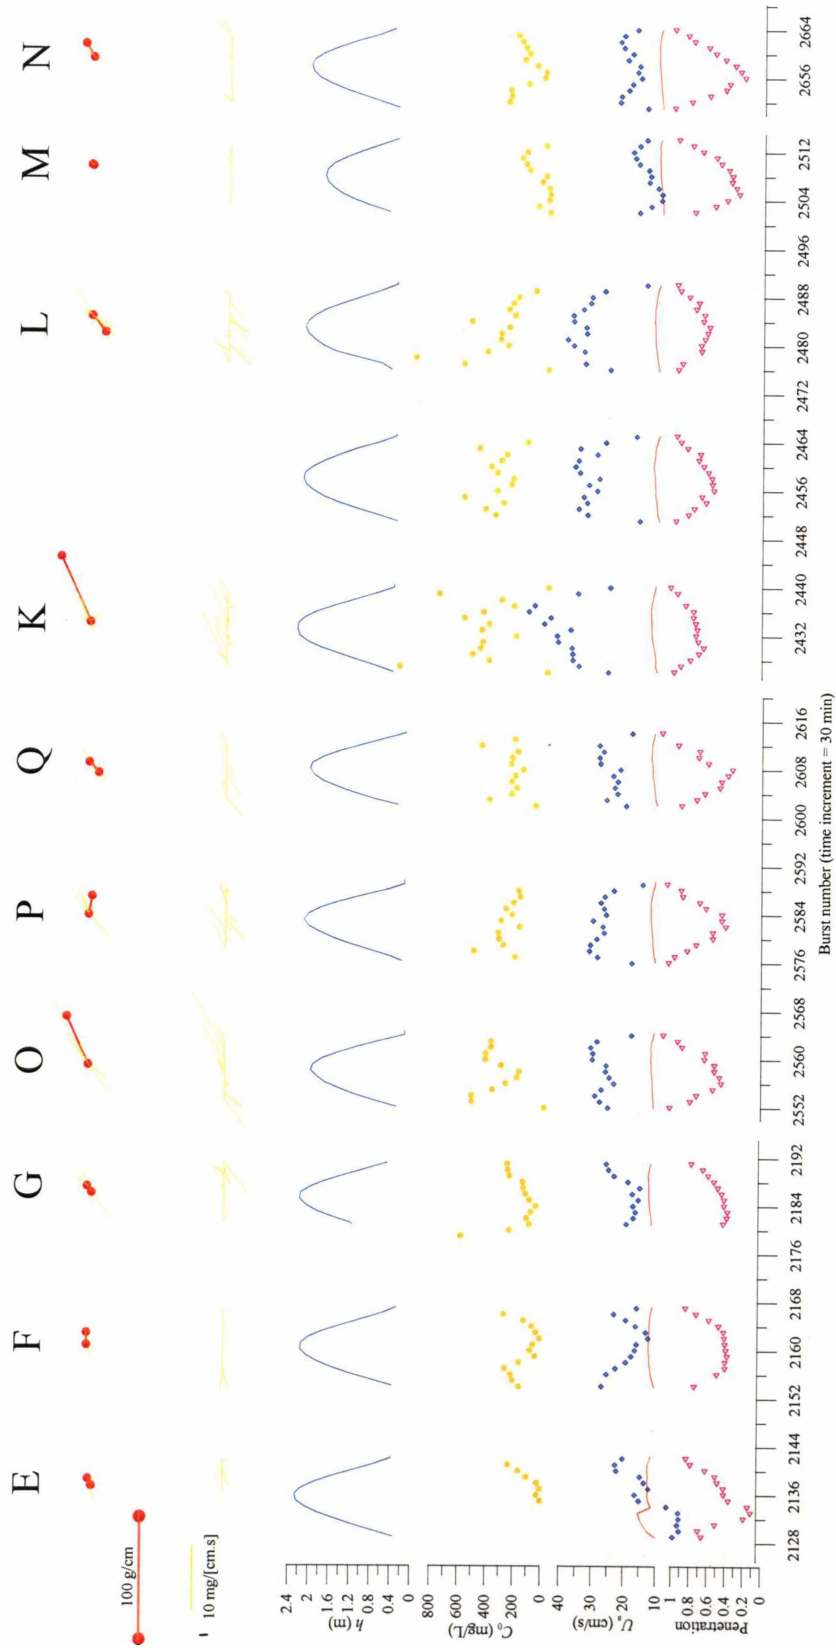 E F G O P Q K L M N
100 g/cm
10 mg/[cm.s]
2.4
2
1.6
1.2
0.8
0.4
0
h (m)
800
600
400
200
0
C₀ (mg/L)
40
30
20
10
Uₛ (cm/s)
1
0.8
0.6
0.4
0.2
0
Penetration
2128 2136 2144 2152 2160 2168 2176 2184 2192 2552 2560 2568 2576 2584 2592 2600 2608 2616 2432 2440 2448 2456 2464 2472 2480 2488 2496 2504 2512 2656 2664
Burst number (time increment = 30 min)